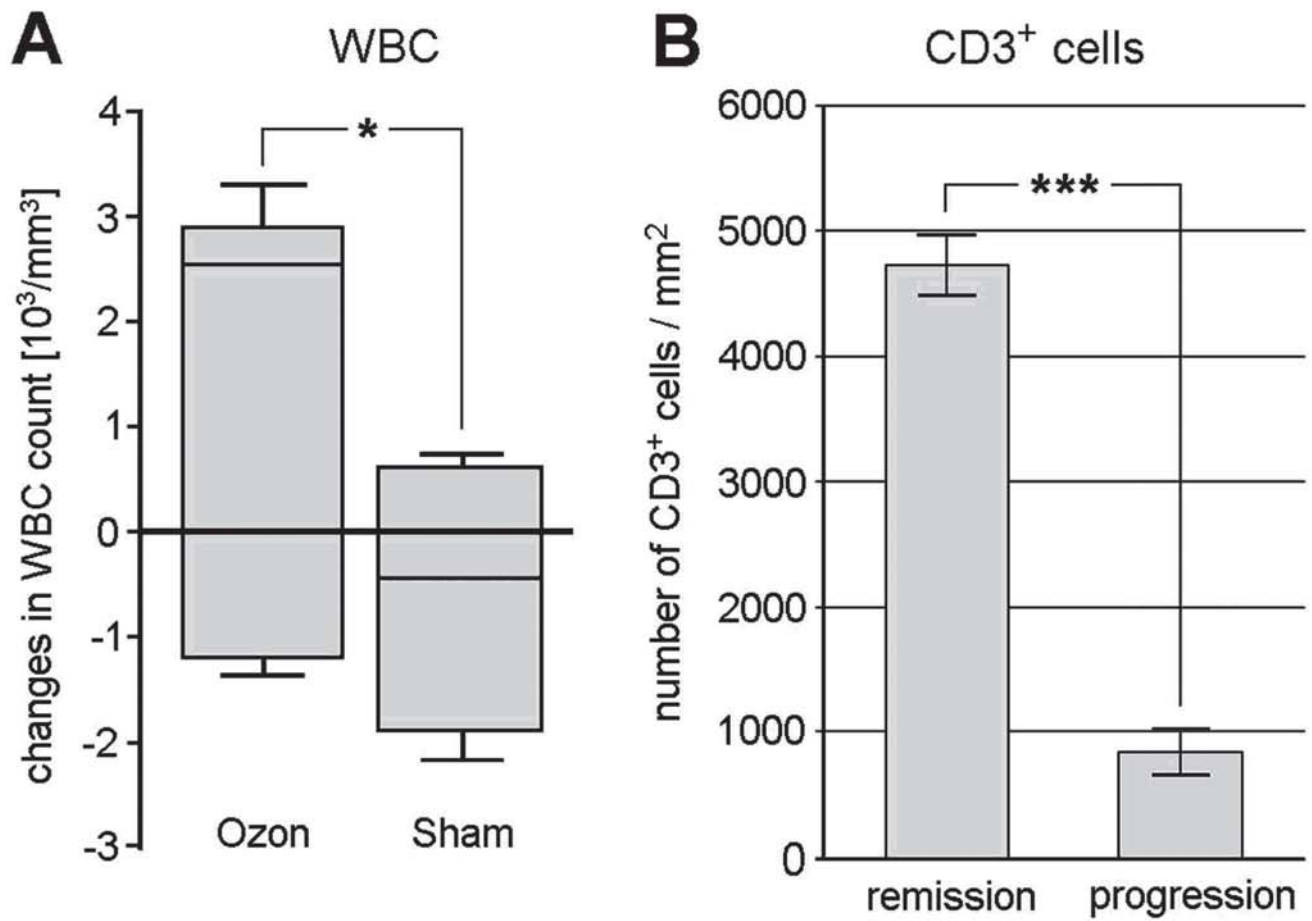 A
WBC
changes in WBC count [10³/mm³]
4
3
2
1
0
-1
-2
-3
*
Ozon
Sham
B
CD3⁺ cells
number of CD3⁺ cells / mm²
6000
5000
4000
3000
2000
1000
0
***
remission
progression